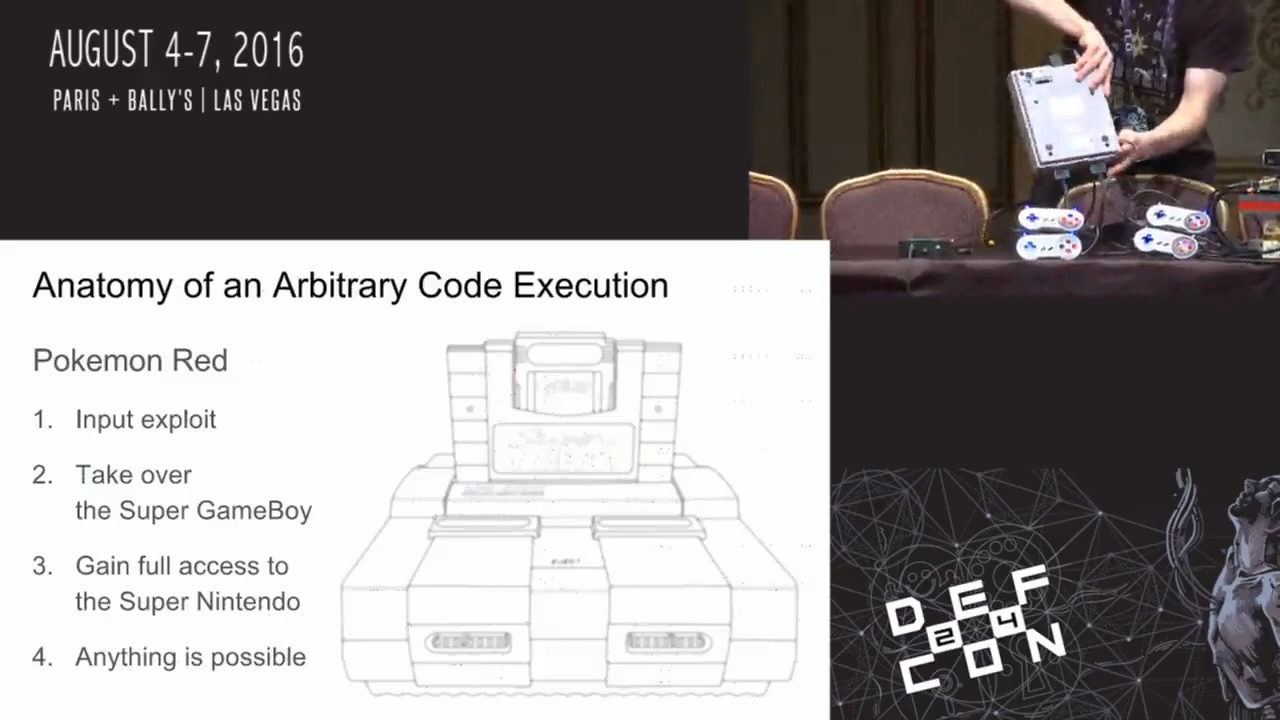 AUGUST 4-7, 2016
PARIS + BALLY'S | LAS VEGAS
Anatomy of an Arbitrary Code Execution
Pokemon Red
1. Input exploit
2. Take over
the Super GameBoy
3. Gain full access to
the Super Nintendo
4. Anything is possible
DEF
24
CON